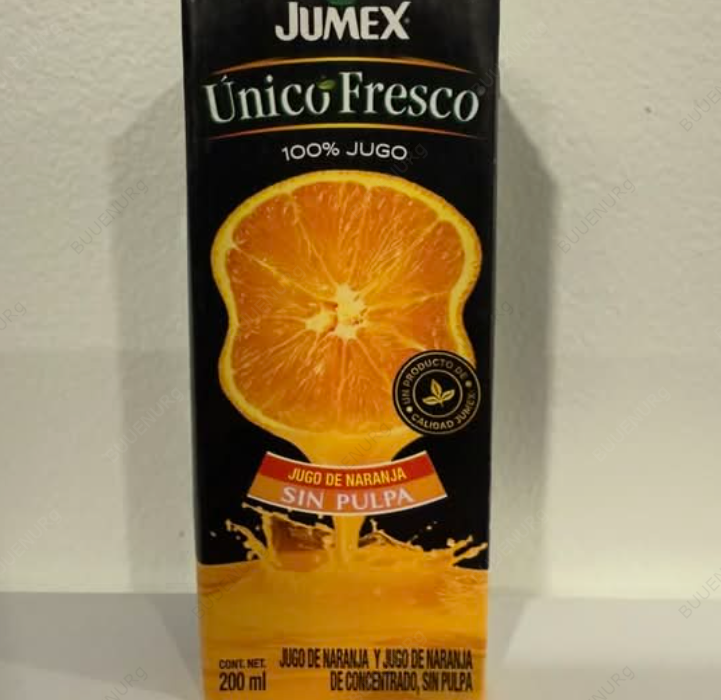 JUMEX
Único Fresco
100% JUGO
UN PRODUCTO DE
CALIDAD JUMEX
JUGO DE NARANJA
SIN PULPA
CONT. NET.
200 ml
JUGO DE NARANJA Y JUGO DE NARANJA
DE CONCENTRADO, SIN PULPA